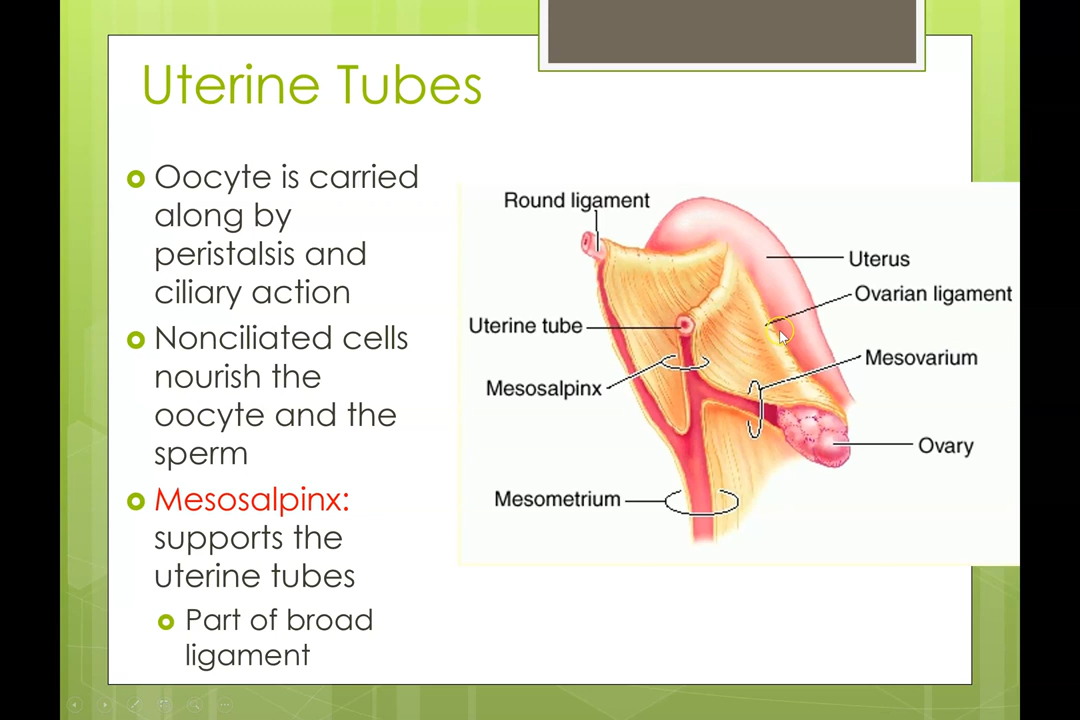 Uterine Tubes
Oocyte is carried
along by
peristalsis and
ciliary action
Nonciliated cells
nourish the
oocyte and the
sperm
Mesosalpinx:
supports the
uterine tubes
Part of broad
ligament
Round ligament
Uterus
Ovarian ligament
Uterine tube
Mesovarium
Mesosalpinx
Ovary
Mesometrium